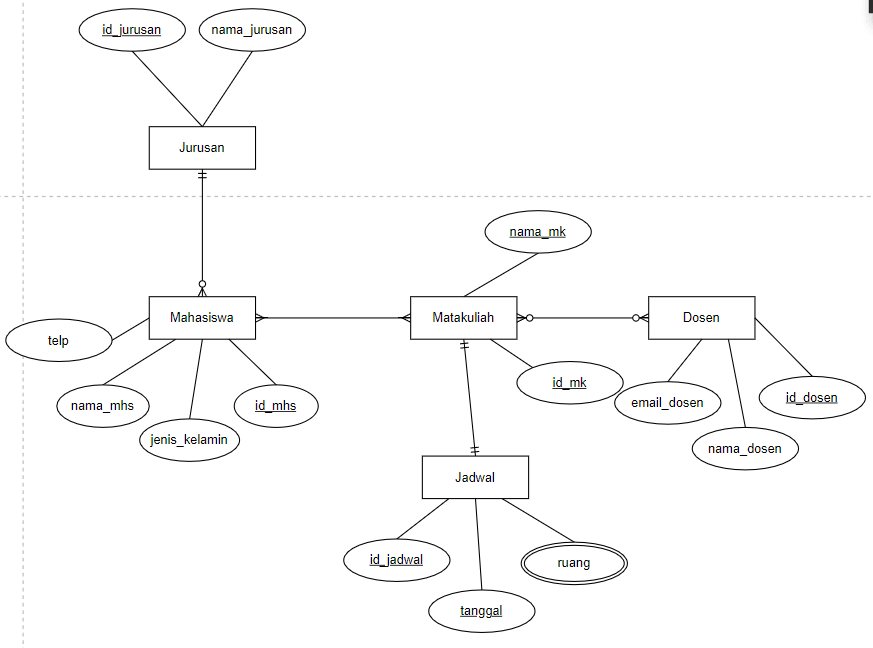 id_jurusan
nama_jurusan
Jurusan
nama_mk
Mahasiswa
Matakuliah
Dosen
telp
id_mk
nama_mhs
id_mhs
email_dosen
id_dosen
jenis_kelamin
nama_dosen
Jadwal
id_jadwal
ruang
tanggal